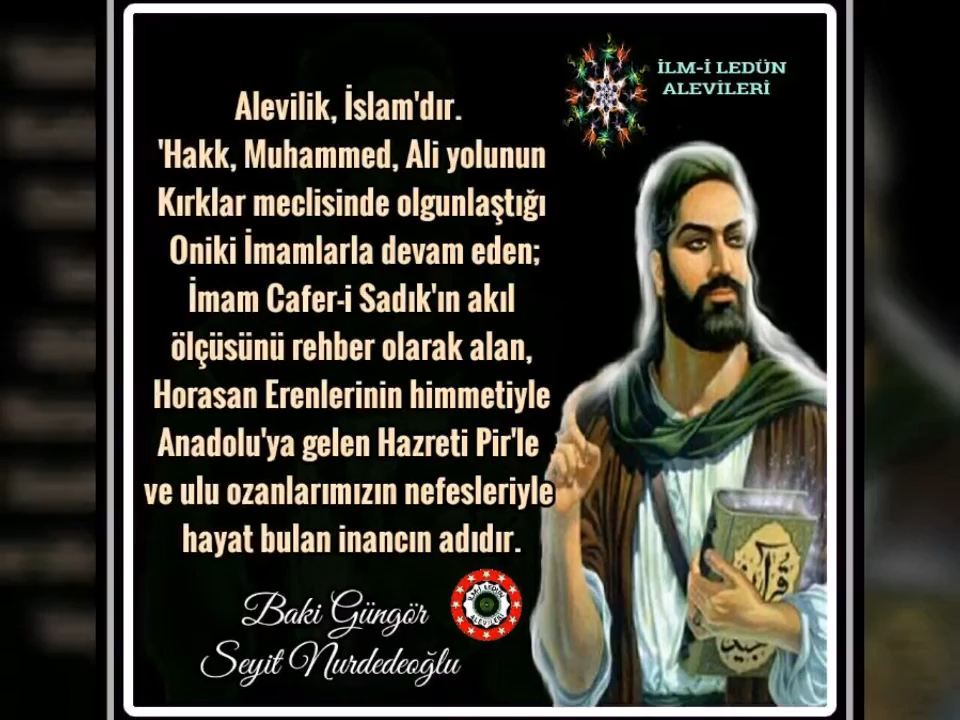 İLM-İ LEDÜN
ALEVİLERİ
Alevilik, İslam'dır.
'Hakk, Muhammed, Ali yolunun
Kırklar meclisinde olgunlaştığı
Oniki İmamlarla devam eden;
İmam Cafer-i Sadık'ın akıl
ölçüsünü rehber olarak alan,
Horasan Erenlerinin himmetiyle
Anadolu'ya gelen Hazreti Pir'le
ve ulu ozanlarımızın nefesleriyle
hayat bulan inancın adıdır.
Baki Güngör
Seyit Nurdedeoğlu
قرآن
مجيد